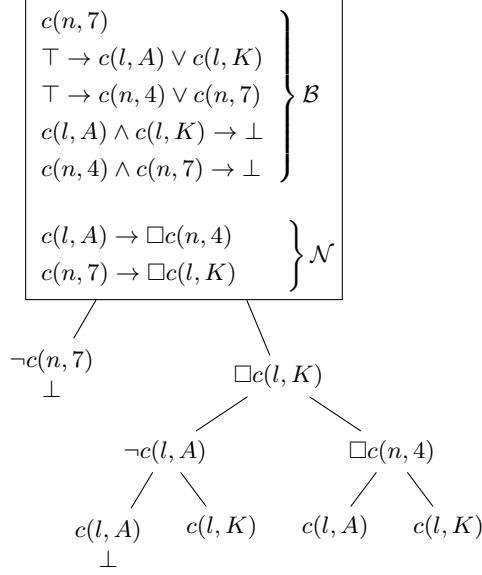 c(n, 7)
⊤ → c(l, A) ∨ c(l, K)
⊤ → c(n, 4) ∨ c(n, 7)
c(l, A) ∧ c(l, K) → ⊥
c(n, 4) ∧ c(n, 7) → ⊥
ℬ
c(l, A) → □c(n, 4)
c(n, 7) → □c(l, K)
𝒩
¬c(n, 7)
⊥
□c(l, K)
¬c(l, A)
□c(n, 4)
c(l, A)
⊥
c(l, K)
c(l, A)
c(l, K)